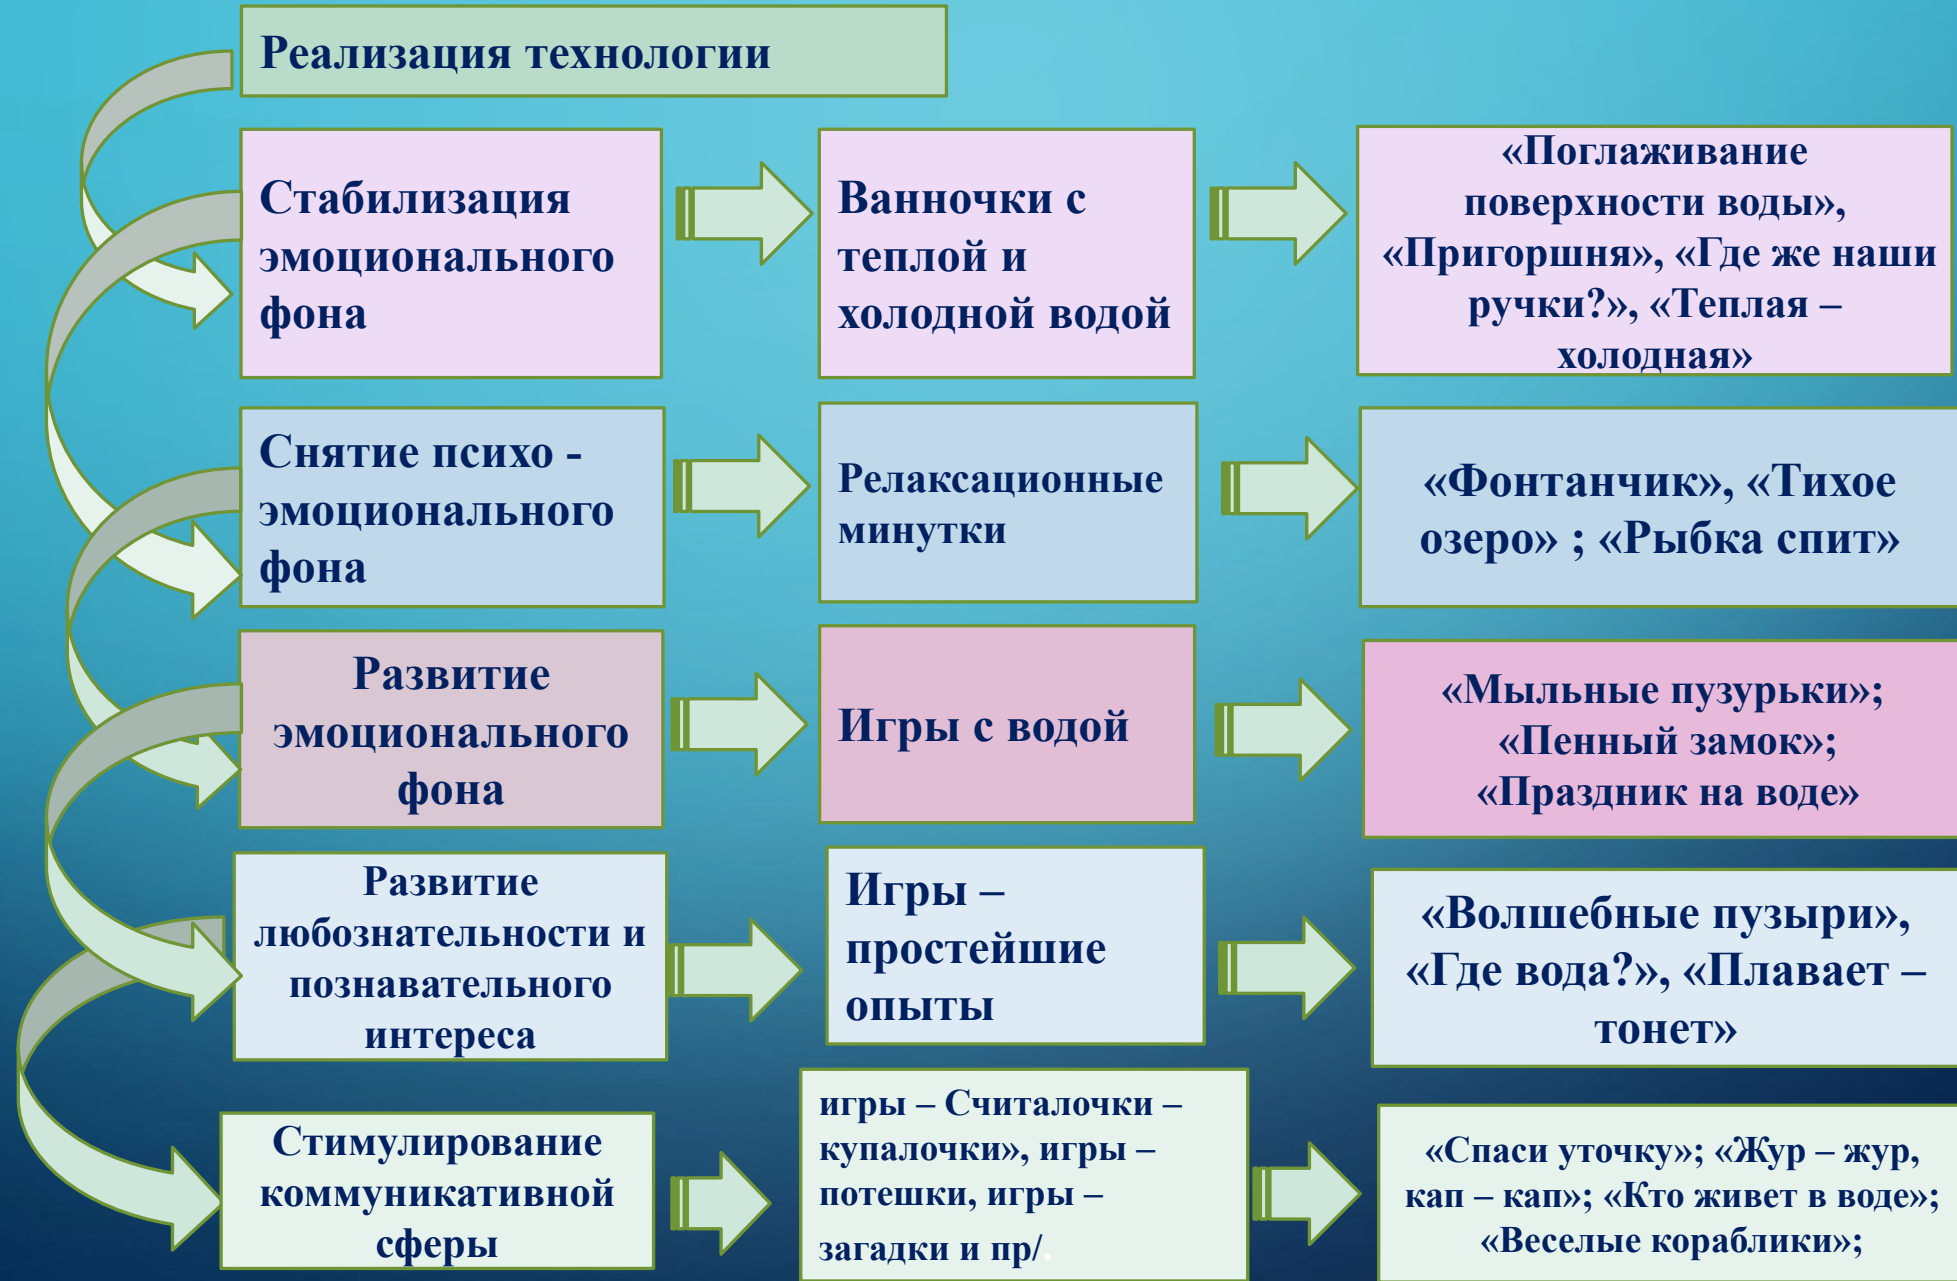 Реализация технологии
Стабилизация
эмоционального
фона
Ванночки с
теплой и
холодной водой
«Поглаживание
поверхности воды»,
«Пригоршня», «Где же наши
ручки?», «Теплая –
холодная»
Снятие психо -
эмоционального
фона
Релаксационные
минутки
«Фонтанчик», «Тихое
озеро» ; «Рыбка спит»
Развитие
эмоционального
фона
Игры с водой
«Мыльные пузурьки»;
«Пенный замок»;
«Праздник на воде»
Развитие
любознательности и
познавательного
интереса
Игры –
простейшие
опыты
«Волшебные пузыри»,
«Где вода?», «Плавает –
тонет»
Стимулирование
коммуникативной
сферы
игры – Считалочки –
купалочки», игры –
потешки, игры –
загадки и пр/.
«Спаси уточку»; «Жур – жур,
кап – кап»; «Кто живет в воде»;
«Веселые кораблики»;